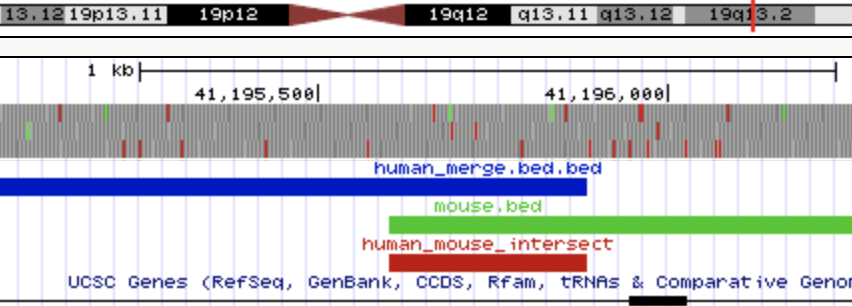 13.12 19p13.11 19p12 19q12 q13.11 q13.12 19q13.2
1 kb
41,195,500| 41,196,000|
human_merge.bed.bed
mouse.bed
human_mouse_intersect
UCSC Genes (RefSeq, GenBank, CCDS, Rfam, tRNAs & Comparative Geno